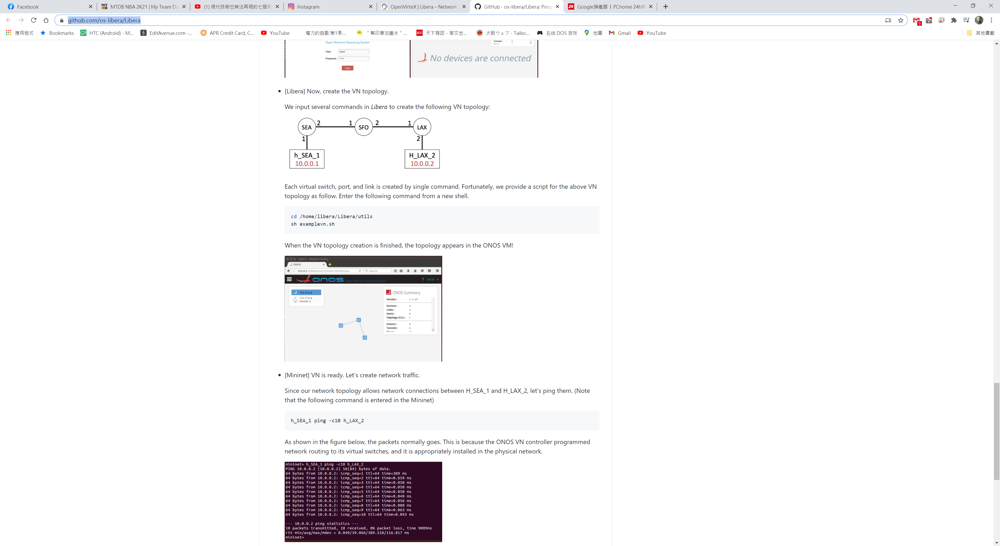 Facebook
MTDB NBA 2K21 | My Team Da
(1) 現代技術也無法再現的七個奇
Instagram
OpenVirteX | Libera – Network
GitHub - os-libera/Libera: Prog
Google旗艦館 | PChome 24h購
github.com/os-libera/Libera
9
應用程式
Bookmarks
HTC (Android) - M...
EditAvenue.com -...
APR Credit Card, C...
YouTube
權力的遊戲 第1季...
" 幫印章加墨水 " ...
天下雜誌 - 華文世...
太鼓ウェブ - Taiko...
在线 DOS 游戏
地圖
Gmail
YouTube
其他書籤
Open Network Operating System
User: karaf
Password: •••••
Login
Tunnels : 0
No devices are connected
[Libera] Now, create the VN topology.
We input several commands in Libera to create the following VN topology:
SEA 2 1 SFO 2 1 LAX
1 2
h_SEA_1 H_LAX_2
10.0.0.1 10.0.0.2
Each virtual switch, port, and link is created by single command. Fortunately, we provide a script for the above VN
topology as follow. Enter the following command from a new shell.
cd /home/libera/Libera/utils
sh examplevn.sh
When the VN topology creation is finished, the topology appears in the ONOS VM!
ONOS - Mozilla Firefox
ONOS
10.0.0.3:20000/onos/ui/index.html#/topo
Search
onos Open Network Operating System
? karaf
172.17.0.4
172.17.0.4
Devices: 3
ONOS Summary
Version : 1.11.0*
Devices : 3
Links : 4
Hosts : 0
Topology SCCs : 1
Intents : 0
Tunnels : 0
[Mininet] VN is ready. Let's create network traffic.
Since our network topology allows network connections between H_SEA_1 and H_LAX_2, let's ping them. (Note
that the following command is entered in the Mininet)
h_SEA_1 ping -c10 h_LAX_2
As shown in the figure below, the packets normally goes. This is because the ONOS VN controller programmed
network routing to its virtual switches, and it is appropriately installed in the physical network.
mininet> h_SEA_1 ping -c10 h_LAX_2
PING 10.0.0.2 (10.0.0.2) 56(84) bytes of data.
64 bytes from 10.0.0.2: icmp_seq=1 ttl=64 time=389 ms
64 bytes from 10.0.0.2: icmp_seq=2 ttl=64 time=0.659 ms
64 bytes from 10.0.0.2: icmp_seq=3 ttl=64 time=0.050 ms
64 bytes from 10.0.0.2: icmp_seq=4 ttl=64 time=0.050 ms
64 bytes from 10.0.0.2: icmp_seq=5 ttl=64 time=0.050 ms
64 bytes from 10.0.0.2: icmp_seq=6 ttl=64 time=0.049 ms
64 bytes from 10.0.0.2: icmp_seq=7 ttl=64 time=0.056 ms
64 bytes from 10.0.0.2: icmp_seq=8 ttl=64 time=0.080 ms
64 bytes from 10.0.0.2: icmp_seq=9 ttl=64 time=0.063 ms
64 bytes from 10.0.0.2: icmp_seq=10 ttl=64 time=0.093 ms
--- 10.0.0.2 ping statistics ---
10 packets transmitted, 10 received, 0% packet loss, time 9009ms
rtt min/avg/max/mdev = 0.049/39.066/389.518/116.817 ms
mininet>